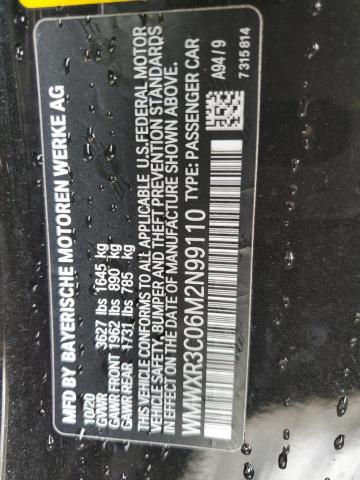 MFD BY BAYERISCHE MOTOREN WERKE AG
10/20
GVWR 3627 lbs 1645 kg
GAWR FRONT 1962 lbs 890 kg
GAWR REAR 1731 lbs 785 kg
THIS VEHICLE CONFORMS TO ALL APPLICABLE U.S. FEDERAL MOTOR
VEHICLE SAFETY, BUMPER AND THEFT PREVENTION STANDARDS
IN EFFECT ON THE DATE OF MANUFACTURE SHOWN ABOVE.
WMWXR3C06M2N99110 TYPE: PASSENGER CAR
A94/9
7 315 814